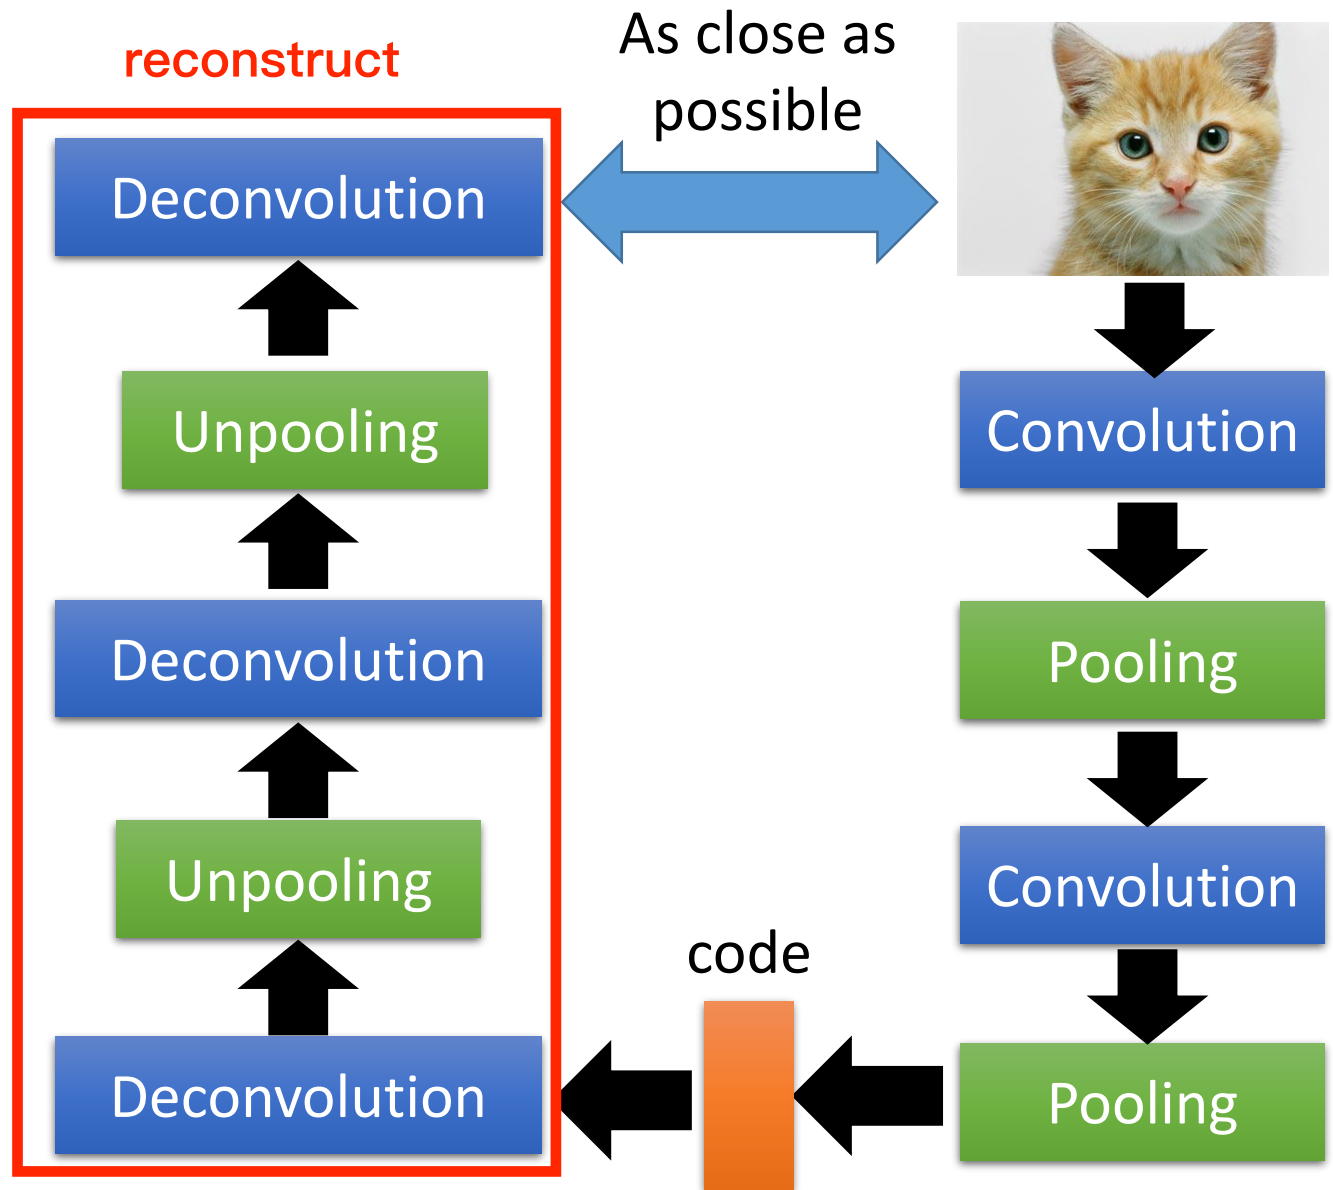 reconstruct
As close as
possible
Deconvolution
Unpooling
Convolution
Deconvolution
Pooling
Unpooling
Convolution
code
Deconvolution
Pooling